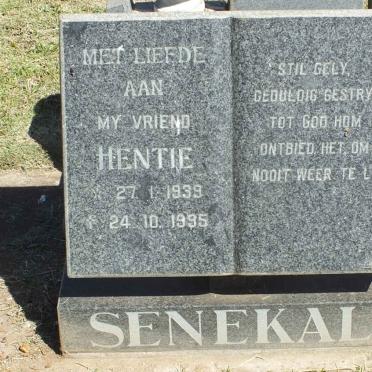 MET LIEFDE
AAN
MY VRIEND
HENTIE
* 27. 1. 1939
† 24. 10. 1995
STIL GELY,
GEDULDIG GESTRY
TOT GOD HOM
ONTBIED HET, OM
NOOIT WEER TE L
SENEKAL